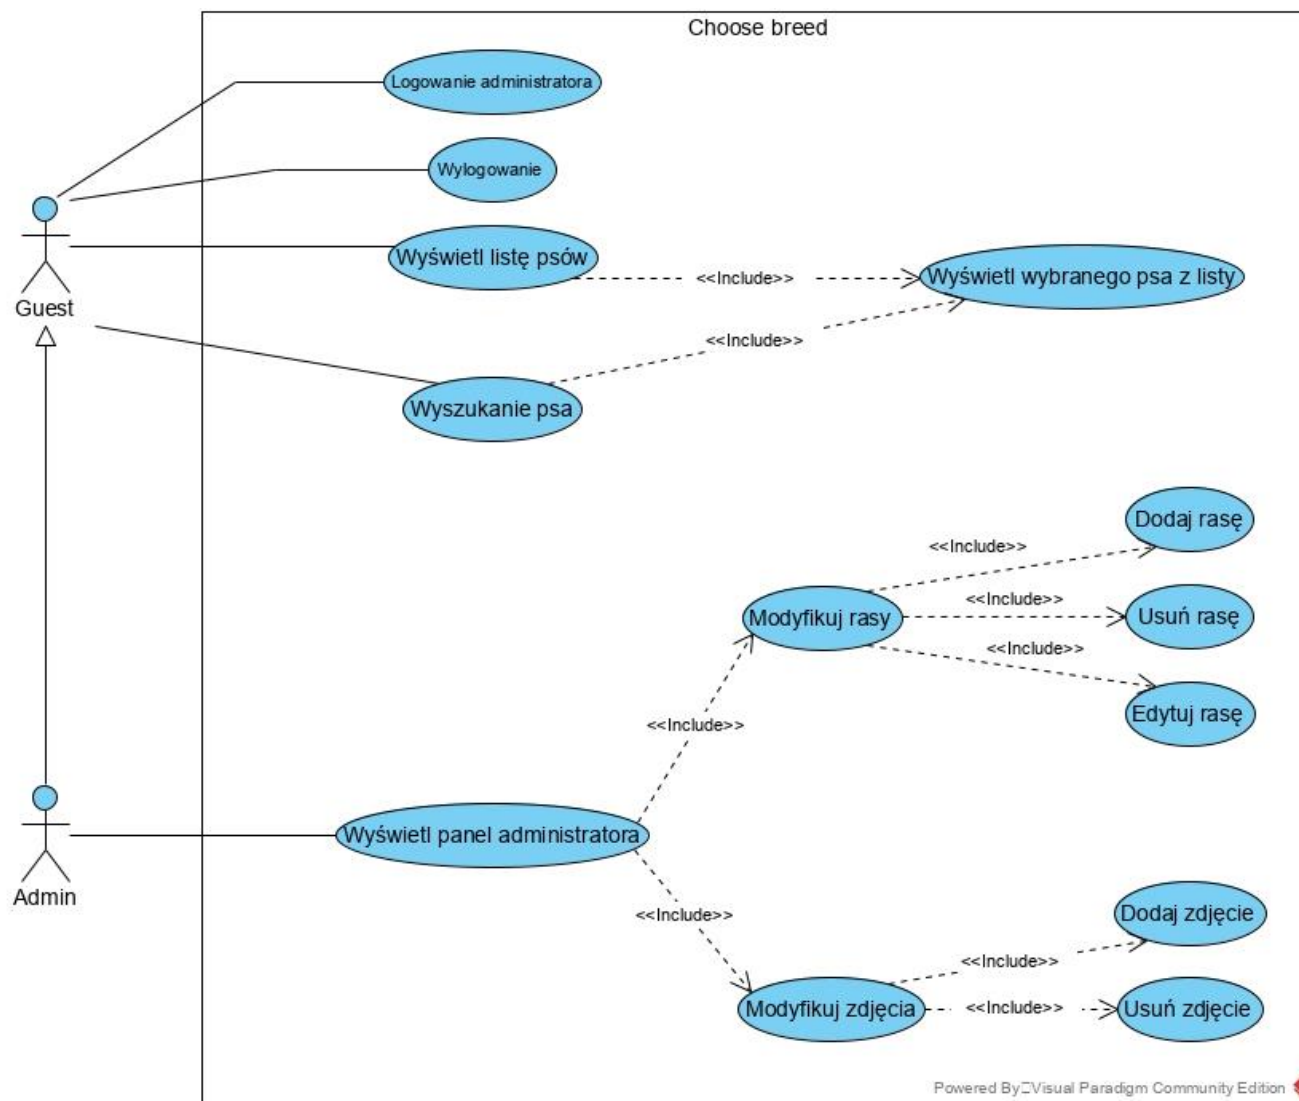 Choose breed
Logowanie administratora
Wylogowanie
Wyświetl listę psów
<<Include>>
Wyświetl wybranego psa z listy
Guest
<<Include>>
Wyszukanie psa
Dodaj rasę
<<Include>>
Modyfikuj rasy
<<Include>>
Usuń rasę
<<Include>>
Edytuj rasę
<<Include>>
Wyświetl panel administratora
Admin
<<Include>>
Dodaj zdjęcie
<<Include>>
Modyfikuj zdjęcia
<<Include>>
Usuń zdjęcie
Powered By Visual Paradigm Community Edition